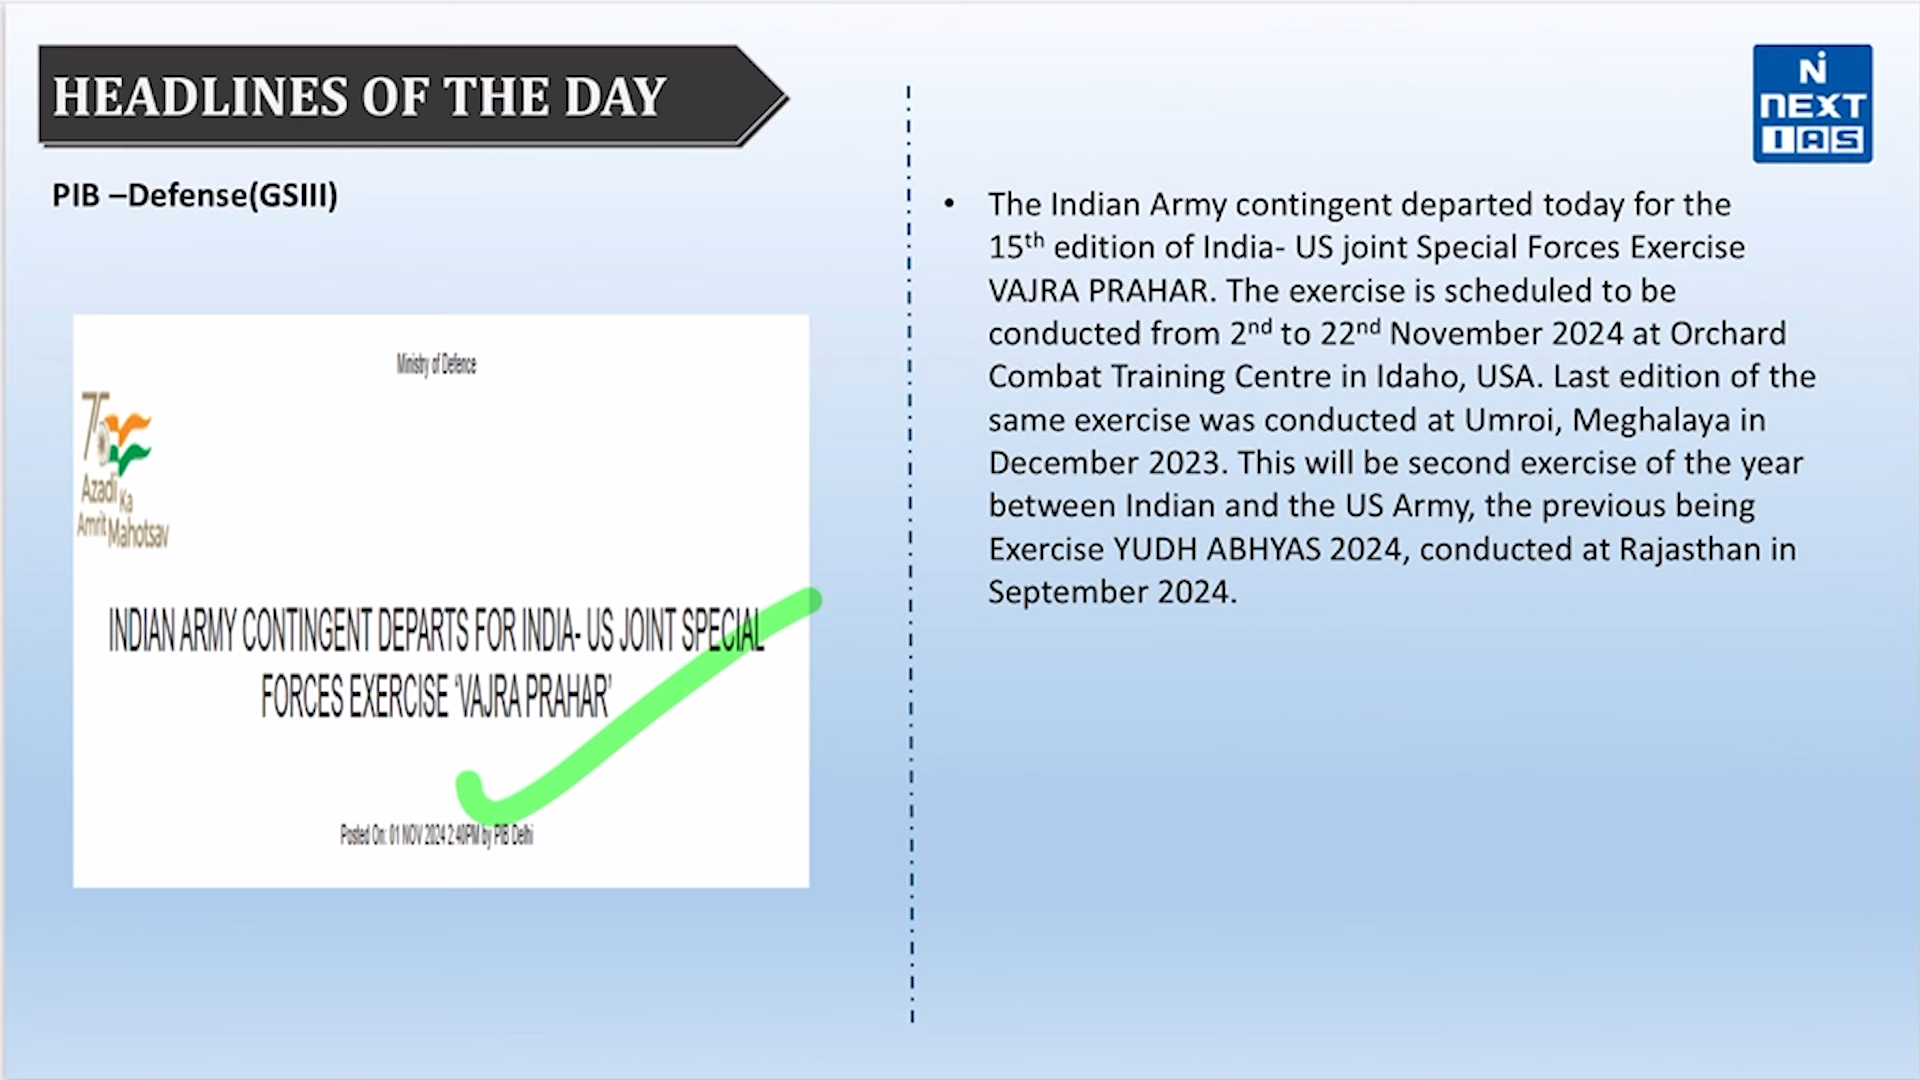 HEADLINES OF THE DAY
PIB –Defense(GSIII)
Ministry of Defence
75
Azadi
Ka
Amrit Mahotsav
INDIAN ARMY CONTINGENT DEPARTS FOR INDIA- US JOINT SPECIAL
FORCES EXERCISE ‘VAJRA PRAHAR’
Posted On: 01 NOV 2024 2:40PM by PIB Delhi
N
NEXT
IAS
• The Indian Army contingent departed today for the
15th edition of India- US joint Special Forces Exercise
VAJRA PRAHAR. The exercise is scheduled to be
conducted from 2nd to 22nd November 2024 at Orchard
Combat Training Centre in Idaho, USA. Last edition of the
same exercise was conducted at Umroi, Meghalaya in
December 2023. This will be second exercise of the year
between Indian and the US Army, the previous being
Exercise YUDH ABHYAS 2024, conducted at Rajasthan in
September 2024.